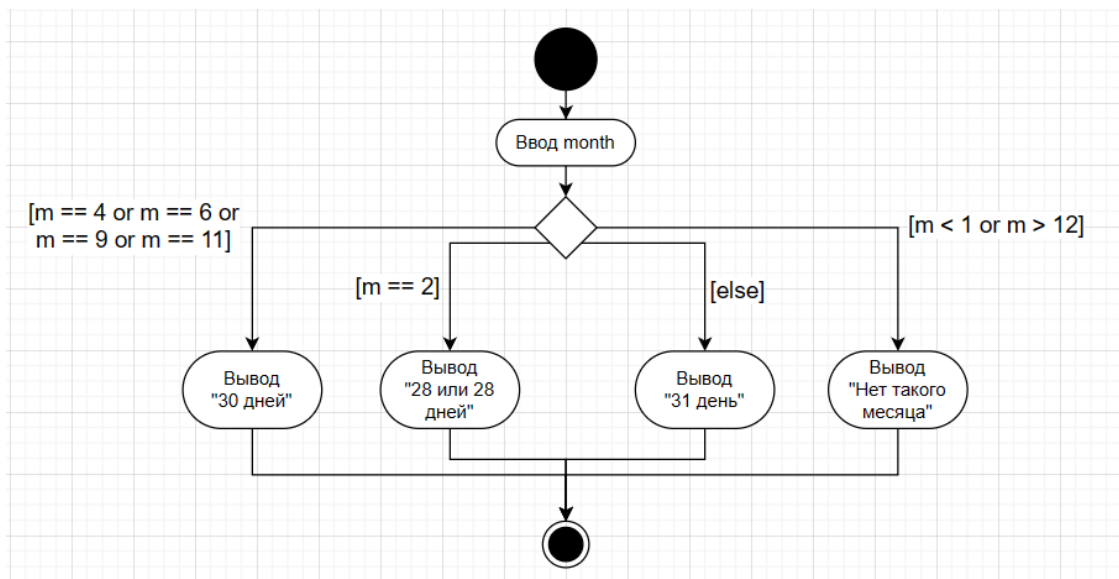 Ввод month
[m == 4 or m == 6 or
m == 9 or m == 11]
[m < 1 or m > 12]
[m == 2]
[else]
Вывод
"30 дней"
Вывод
"28 или 28
дней"
Вывод
"31 день"
Вывод
"Нет такого
месяца"